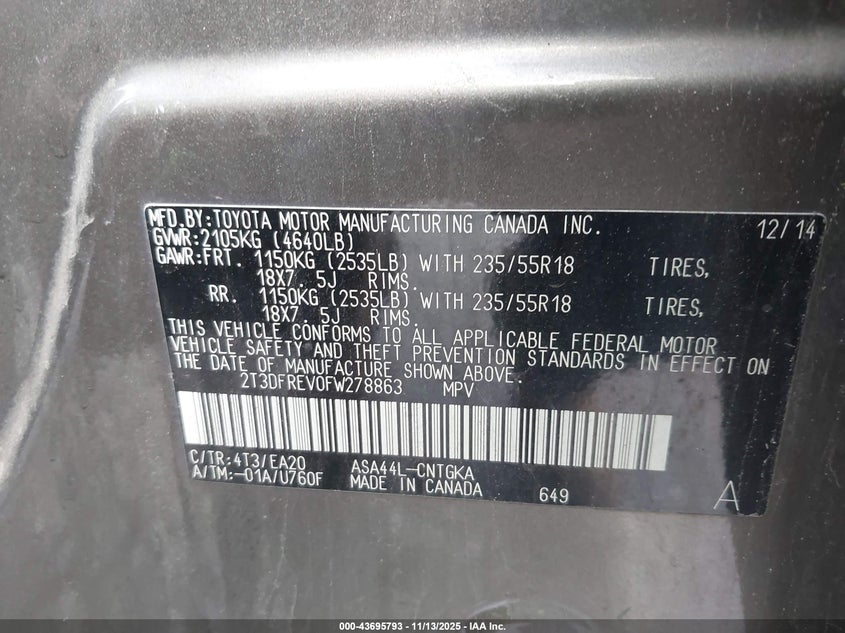 MFD.BY:TOYOTA MOTOR MANUFACTURING CANADA INC. 12/14
GVWR:2105KG (4640LB)
GAWR:FRT. 1150KG (2535LB) WITH 235/55R18 TIRES,
18X7. 5J RIMS.
RR. 1150KG (2535LB) WITH 235/55R18 TIRES,
18X7. 5J RIMS.
THIS VEHICLE CONFORMS TO ALL APPLICABLE FEDERAL MOTOR
VEHICLE SAFETY AND THEFT PREVENTION STANDARDS IN EFFECT ON
THE DATE OF MANUFACTURE SHOWN ABOVE.
2T3DFREV0FW278863 MPV
C/TR:4T3/EA20 ASA44L-CNTGKA
A/TM:-01A/U760F MADE IN CANADA 649 A
000-43695793 - 11/13/2025 - IAA Inc.